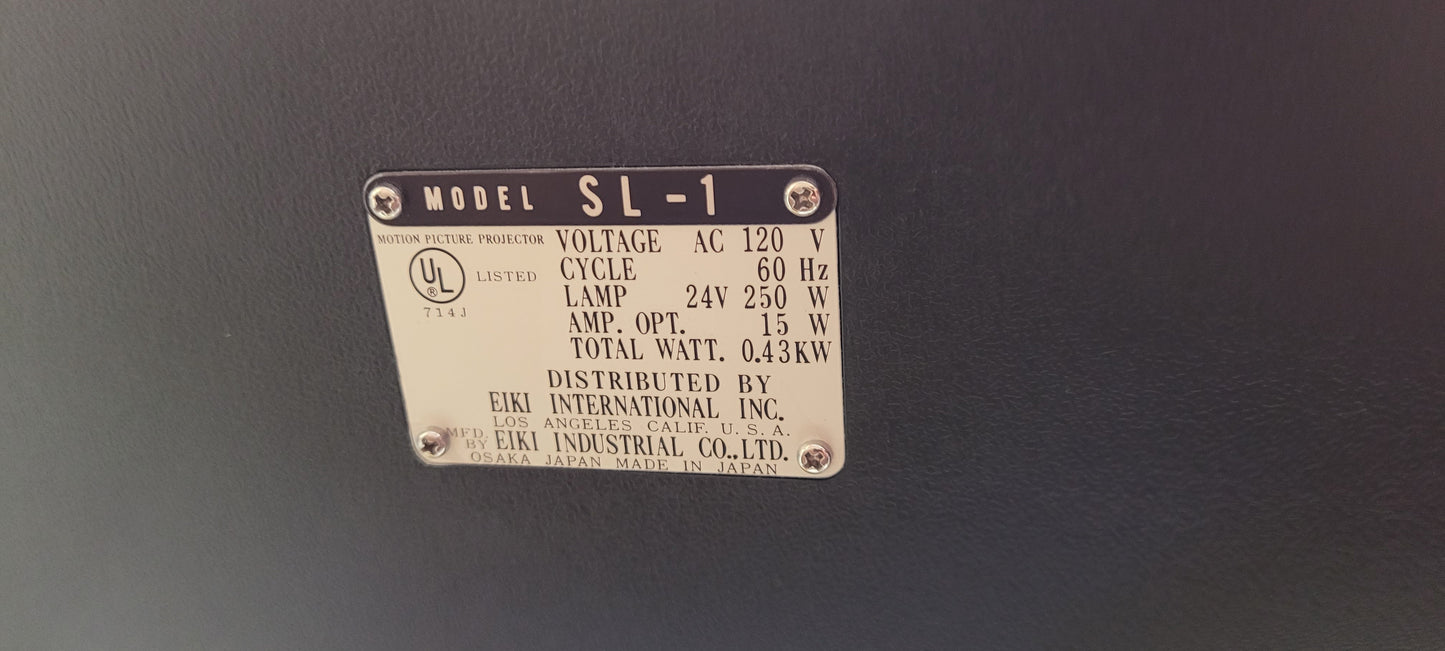 MODEL SL-1
MOTION PICTURE PROJECTOR
UL
®
LISTED
714J
VOLTAGE AC 120 V
CYCLE 60 Hz
LAMP 24V 250 W
AMP. OPT. 15 W
TOTAL WATT. 0.43KW
DISTRIBUTED BY
EIKI INTERNATIONAL INC.
LOS ANGELES CALIF. U. S. A.
MFD. BY EIKI INDUSTRIAL CO.,LTD.
OSAKA JAPAN MADE IN JAPAN